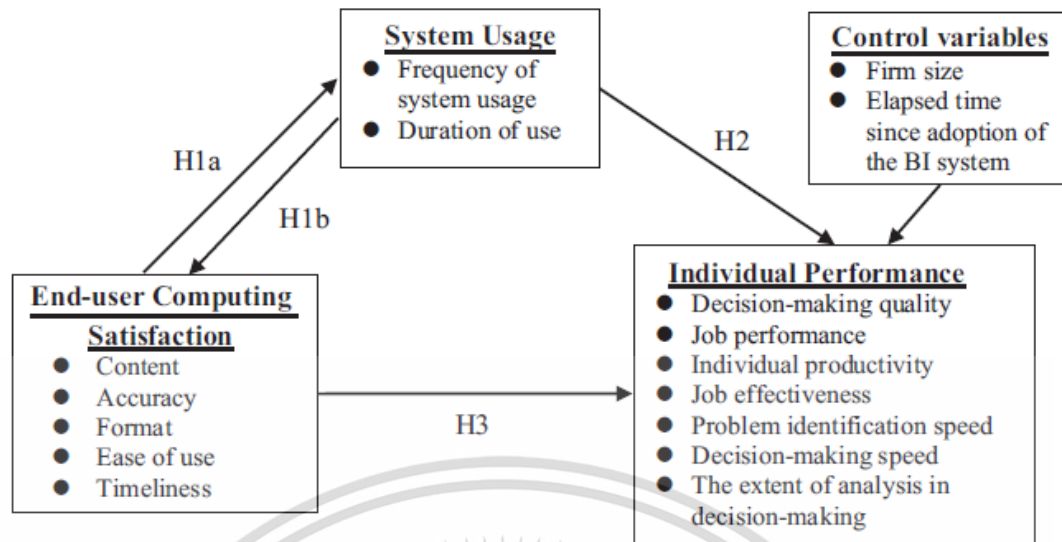 System Usage
● Frequency of
system usage
● Duration of use
Control variables
● Firm size
● Elapsed time
since adoption of
the BI system
H1a
H1b
H2
End-user Computing
Satisfaction
● Content
● Accuracy
● Format
● Ease of use
● Timeliness
H3
Individual Performance
● Decision-making quality
● Job performance
● Individual productivity
● Job effectiveness
● Problem identification speed
● Decision-making speed
● The extent of analysis in
decision-making